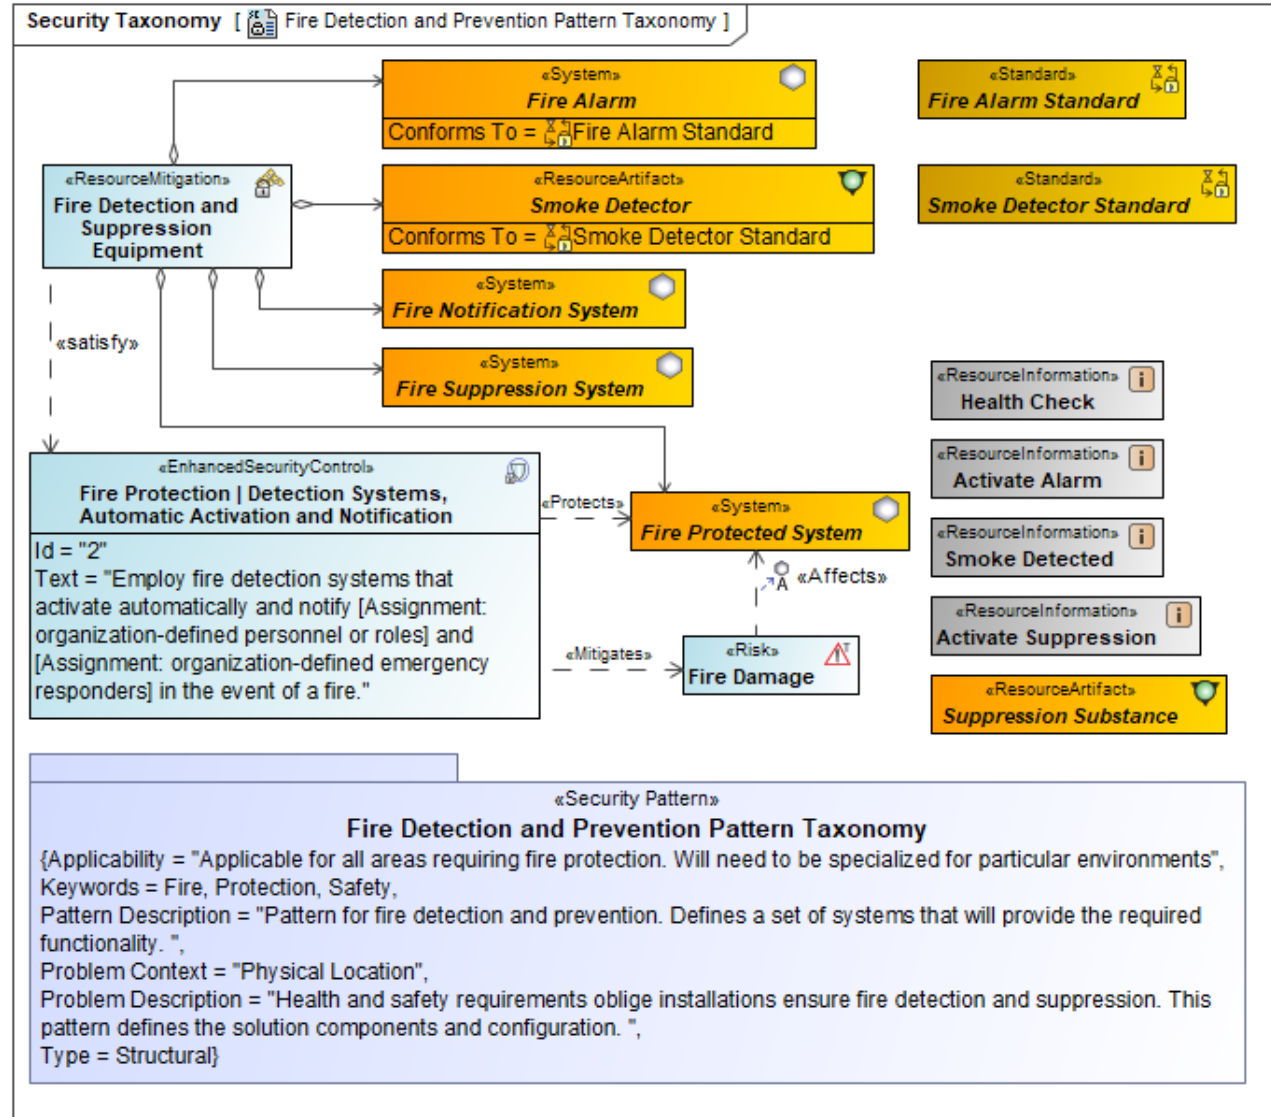 Security Taxonomy [ Fire Detection and Prevention Pattern Taxonomy ]
«System»
Fire Alarm
Conforms To = Fire Alarm Standard
«Standard»
Fire Alarm Standard
«ResourceMitigation»
Fire Detection and
Suppression
Equipment
«ResourceArtifact»
Smoke Detector
Conforms To = Smoke Detector Standard
«Standard»
Smoke Detector Standard
«System»
Fire Notification System
«satisfy»
«System»
Fire Suppression System
«ResourceInformation»
Health Check
«ResourceInformation»
Activate Alarm
«ResourceInformation»
Smoke Detected
«ResourceInformation»
Activate Suppression
«ResourceArtifact»
Suppression Substance
«EnhancedSecurityControl»
Fire Protection | Detection Systems,
Automatic Activation and Notification
Id = "2"
Text = "Employ fire detection systems that
activate automatically and notify [Assignment:
organization-defined personnel or roles] and
[Assignment: organization-defined emergency
responders] in the event of a fire."
«Protects»
«System»
Fire Protected System
A «Affects»
«Mitigates»
«Risk»
Fire Damage
«Security Pattern»
Fire Detection and Prevention Pattern Taxonomy
{Applicability = "Applicable for all areas requiring fire protection. Will need to be specialized for particular environments",
Keywords = Fire, Protection, Safety,
Pattern Description = "Pattern for fire detection and prevention. Defines a set of systems that will provide the required
functionality. ",
Problem Context = "Physical Location",
Problem Description = "Health and safety requirements oblige installations ensure fire detection and suppression. This
pattern defines the solution components and configuration. ",
Type = Structural}